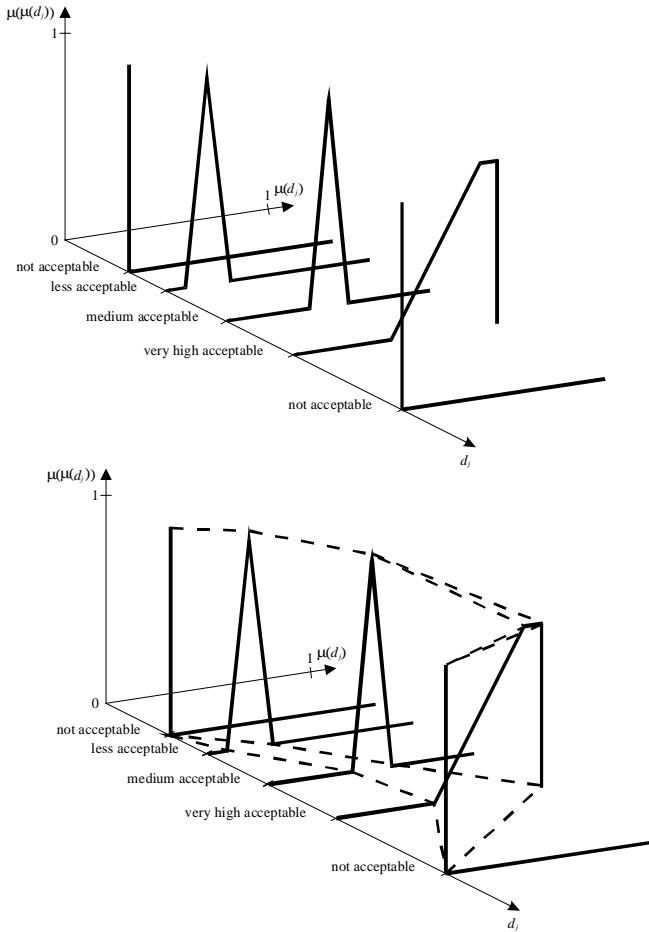 μ(μ(dⱼ))
1
1 μ(dⱼ)
0
not acceptable
less acceptable
medium acceptable
very high acceptable
not acceptable
dⱼ
μ(μ(dⱼ))
1
1 μ(dⱼ)
0
not acceptable
less acceptable
medium acceptable
very high acceptable
not acceptable
dⱼ